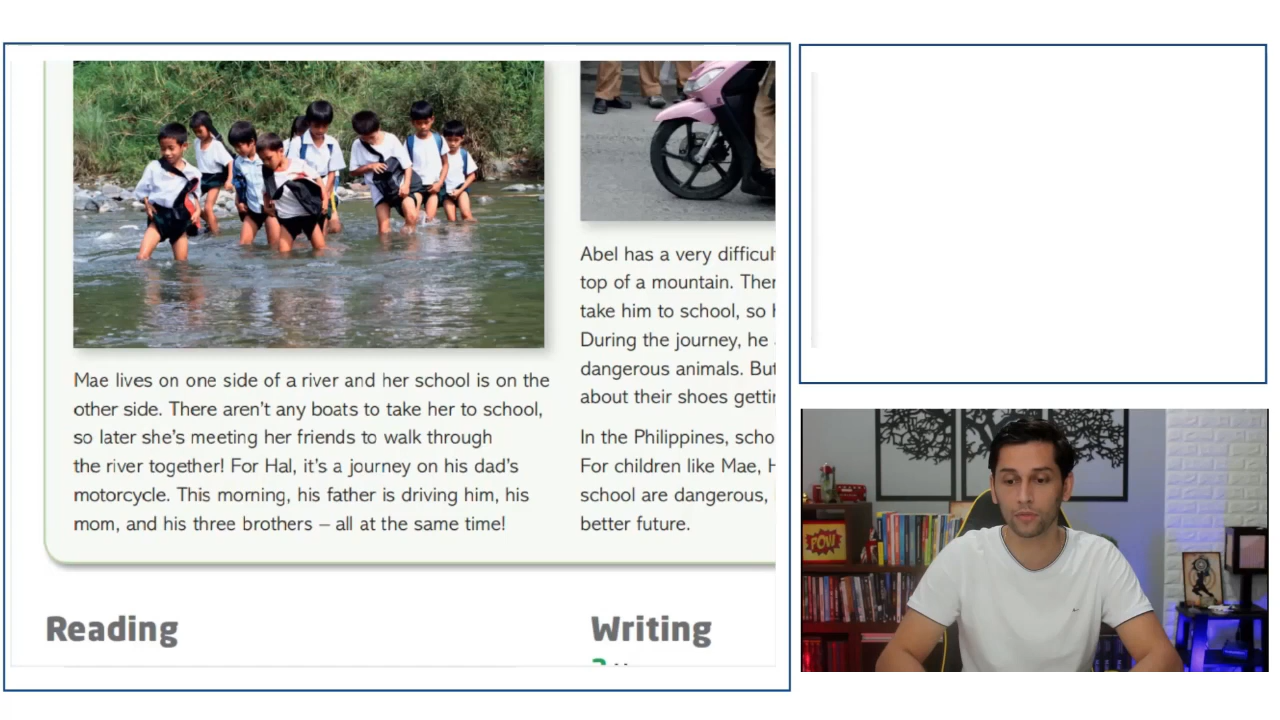 Mae lives on one side of a river and her school is on the
other side. There aren't any boats to take her to school,
so later she's meeting her friends to walk through
the river together! For Hal, it's a journey on his dad's
motorcycle. This morning, his father is driving him, his
mom, and his three brothers – all at the same time!
Abel has a very
top of a mountain.
take him to school, so
During the journey, he
dangerous animals.
about their shoes
In the Philippines,
For children like Mae,
school are dangerous,
better future.
Reading
Writing
POW